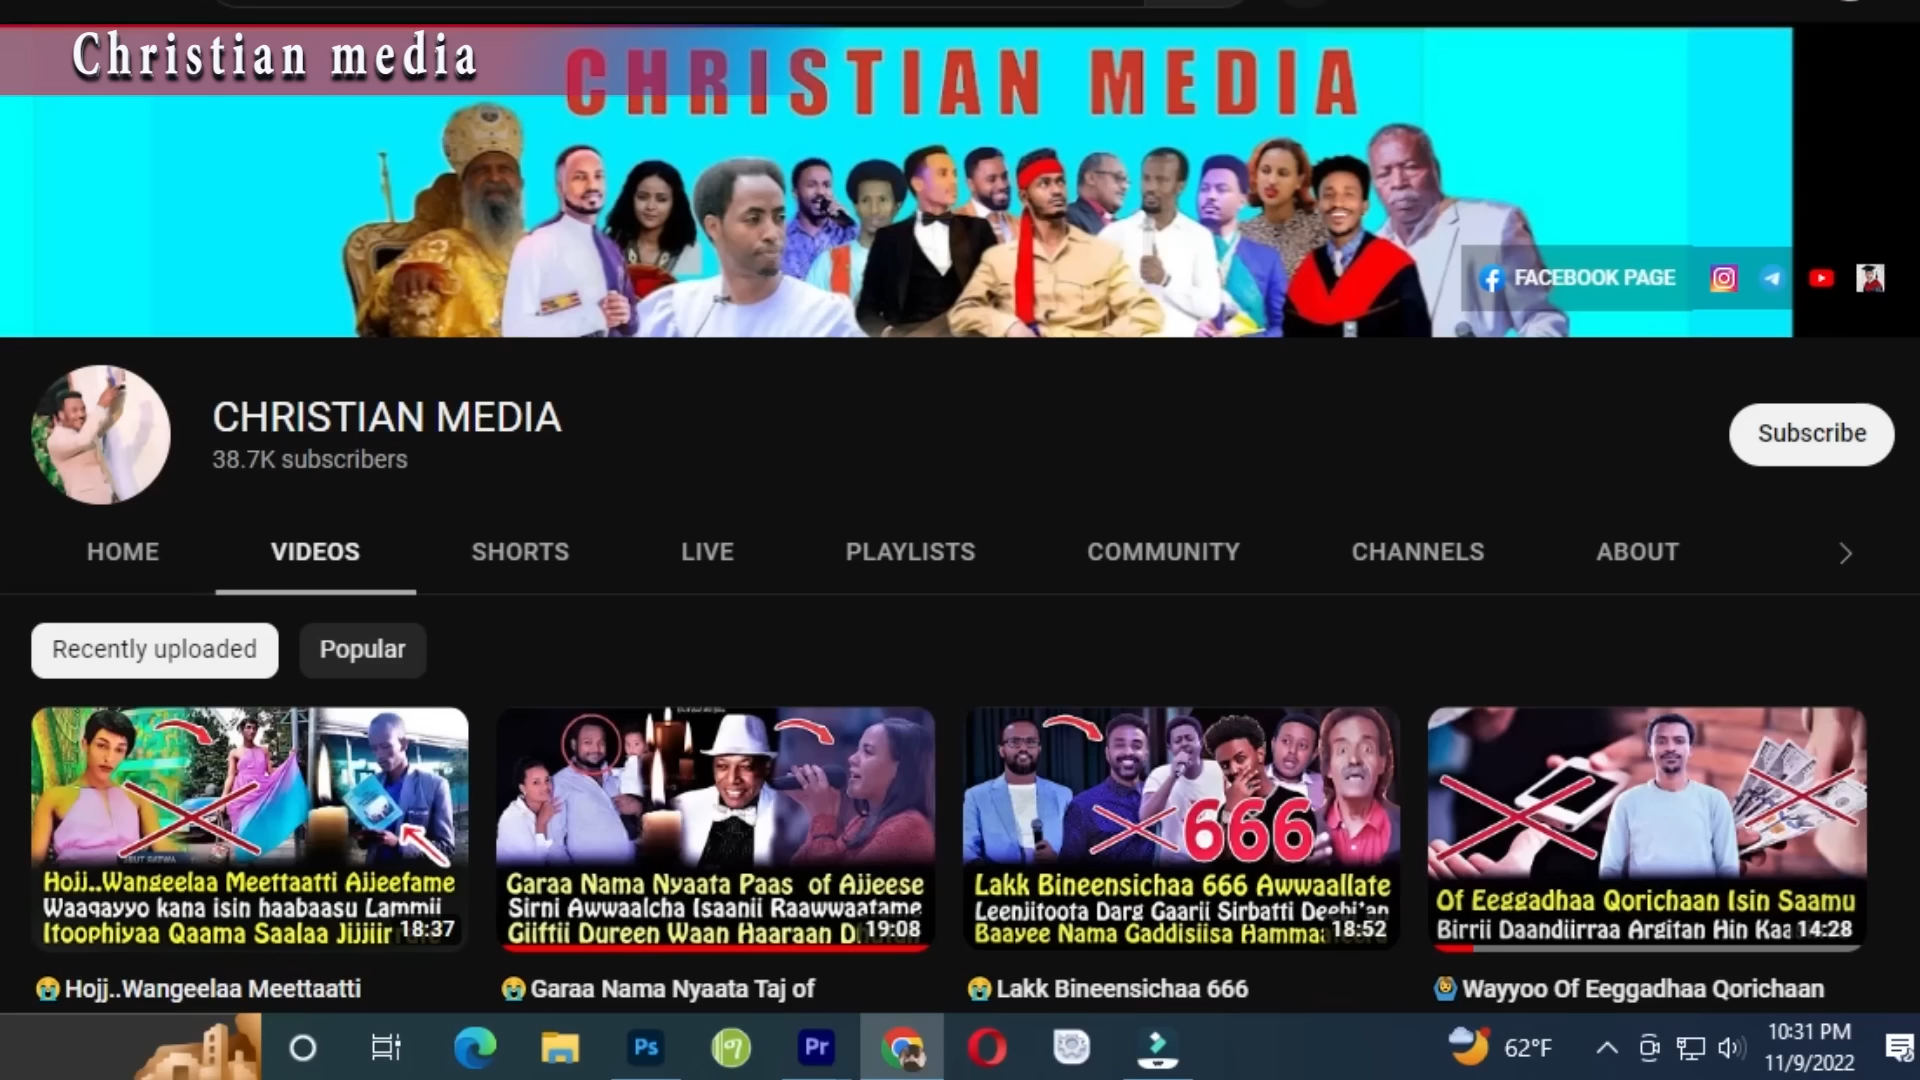 Christian media
CHRISTIAN MEDIA
FACEBOOK PAGE
CHRISTIAN MEDIA
38.7K subscribers
Subscribe
HOME VIDEOS SHORTS LIVE PLAYLISTS COMMUNITY CHANNELS ABOUT
Recently uploaded Popular
Hojj..Wangeelaa Meettaatti Ajjeefame
Waaqayyo kana isin haabaasu Lammii
Itoophiyaa Qaama Saalaa Jijjiir
18:37
Garaa Nama Nyaata Paas of Ajjeese
Sirni Awwaalcha Isaanii Raawwaatame
Giiftii Dureen Waan Haaraan
19:08
666
Lakk Bineensichaa 666 Awwaallate
Leenjitoota Darg Gaarii Sirbatti Deebi'an
Baayee Nama Gaddisiisa
18:52
Of Eeggadhaa Qorichaan Isin Saamu
Birrii Daandiirraa Argitan Hin
14:28
Hojj..Wangeelaa Meettaatti
Garaa Nama Nyaata Taj of
Lakk Bineensichaa 666
Wayyoo Of Eeggadhaa Qorichaan
Ps
Pr
62°F
10:31 PM
11/9/2022